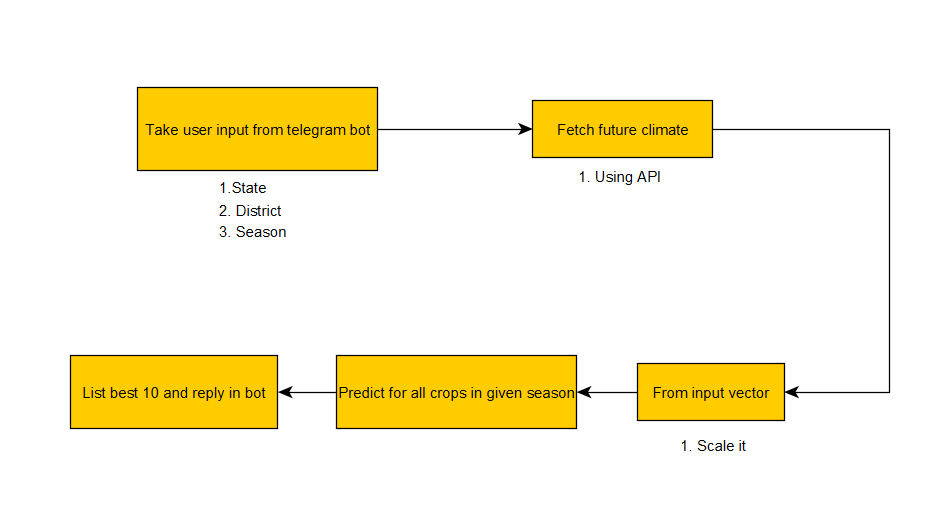 Take user input from telegram bot
1.State
2. District
3. Season
Fetch future climate
1. Using API
From input vector
1. Scale it
Predict for all crops in given season
List best 10 and reply in bot